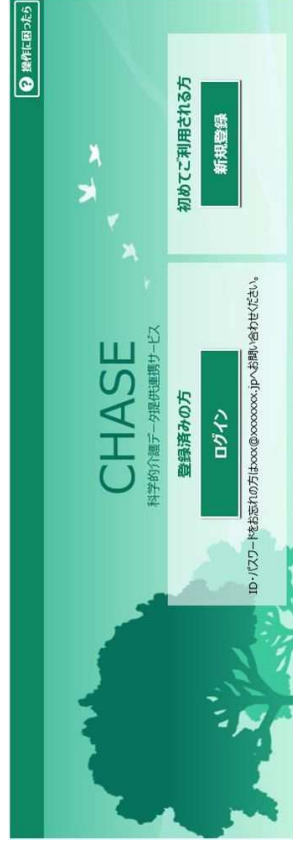 操作に困ったら
CHASE
科学的介護データ提供連携サービス
登録済みの方
ログイン
ID・パスワードをお忘れの方はxxx@xxxxxxx.jpへお問い合わせください。
初めてご利用される方
新規登録